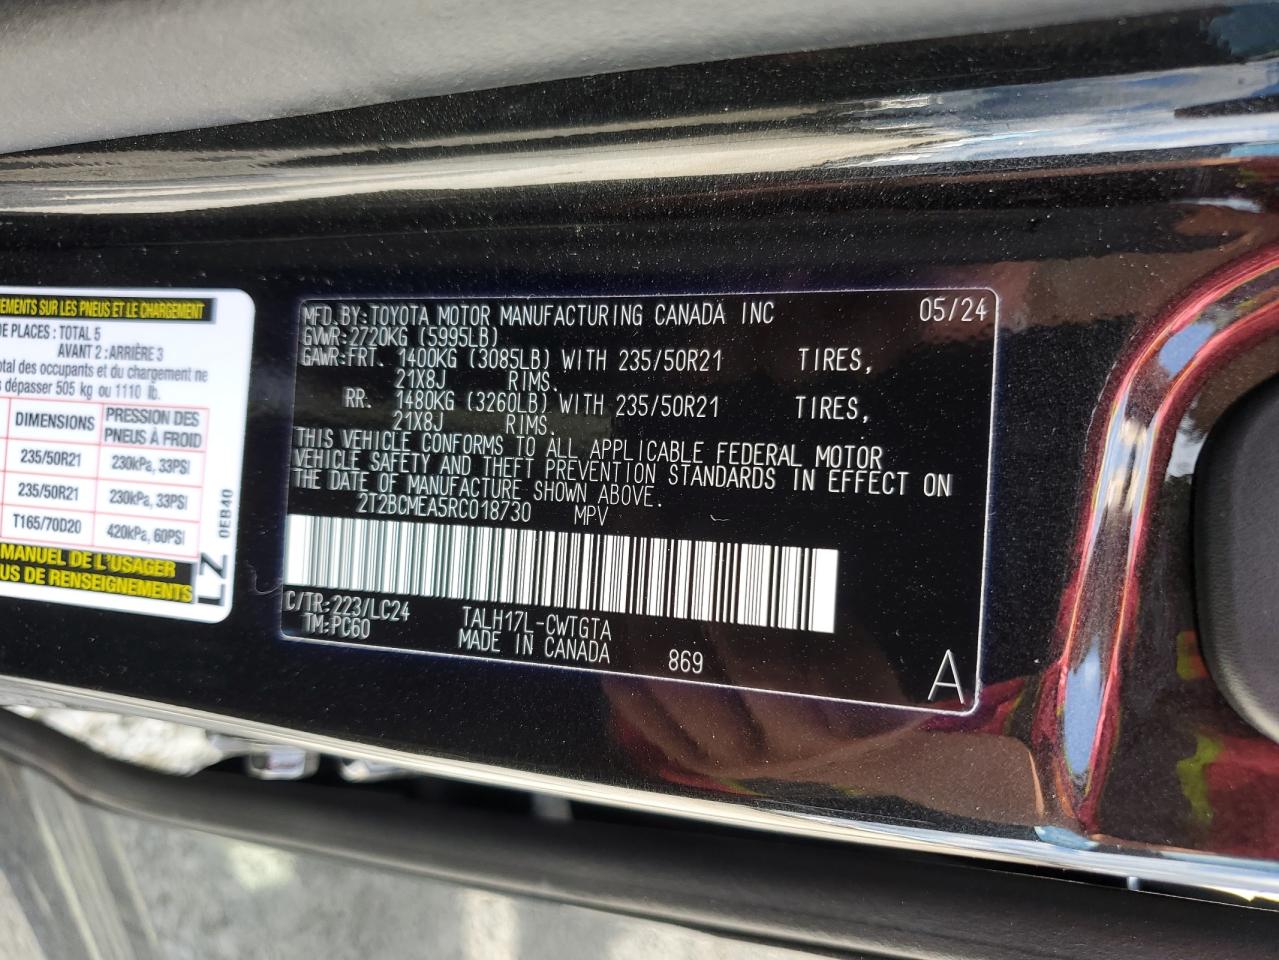 EMENTS SUR LES PNEUS ET LE CHARGEMENT
DE PLACES : TOTAL 5
AVANT 2 : ARRIÈRE 3
total des occupants et du chargement ne
dépasser 505 kg ou 1110 lb.
DIMENSIONS PRESSION DES PNEUS À FROID
235/50R21 230kPa, 33PSI
235/50R21 230kPa, 33PSI
T165/70D20 420kPa, 60PSI
MANUEL DE L'USAGER
US DE RENSEIGNEMENTS
LZ 0EB40
MFD. BY: TOYOTA MOTOR MANUFACTURING CANADA INC 05/24
GVWR: 2720KG (5995LB)
GAWR: FRT. 1400KG (3085LB) WITH 235/50R21 TIRES,
21X8J RIMS.
RR. 1480KG (3260LB) WITH 235/50R21 TIRES,
21X8J RIMS.
THIS VEHICLE CONFORMS TO ALL APPLICABLE FEDERAL MOTOR
VEHICLE SAFETY AND THEFT PREVENTION STANDARDS IN EFFECT ON
THE DATE OF MANUFACTURE SHOWN ABOVE.
2T2BCMEA5RC018730 MPV
C/TR: 223/LC24 TALH17L-CWTGTA
TM: PC60 MADE IN CANADA 869
A